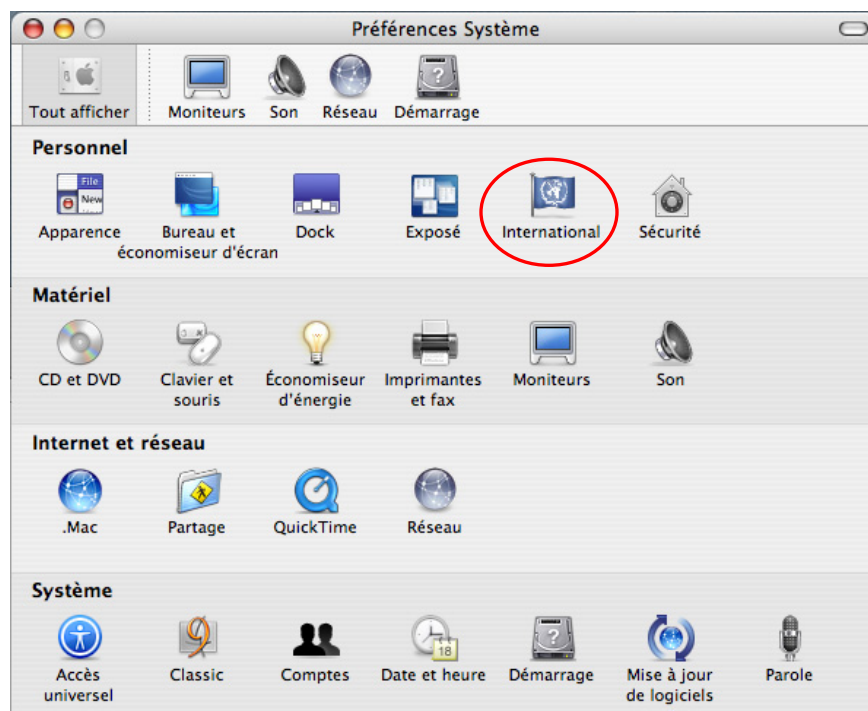 Préférences Système
Tout afficher Moniteurs Son Réseau Démarrage
Personnel
File
New
Apparence Bureau et économiseur d'écran Dock Exposé International Sécurité
Matériel
CD et DVD Clavier et souris Économiseur d'énergie Imprimantes et fax Moniteurs Son
Internet et réseau
.Mac Partage QuickTime Réseau
Système
18
Accès universel Classic Comptes Date et heure Démarrage Mise à jour de logiciels Parole